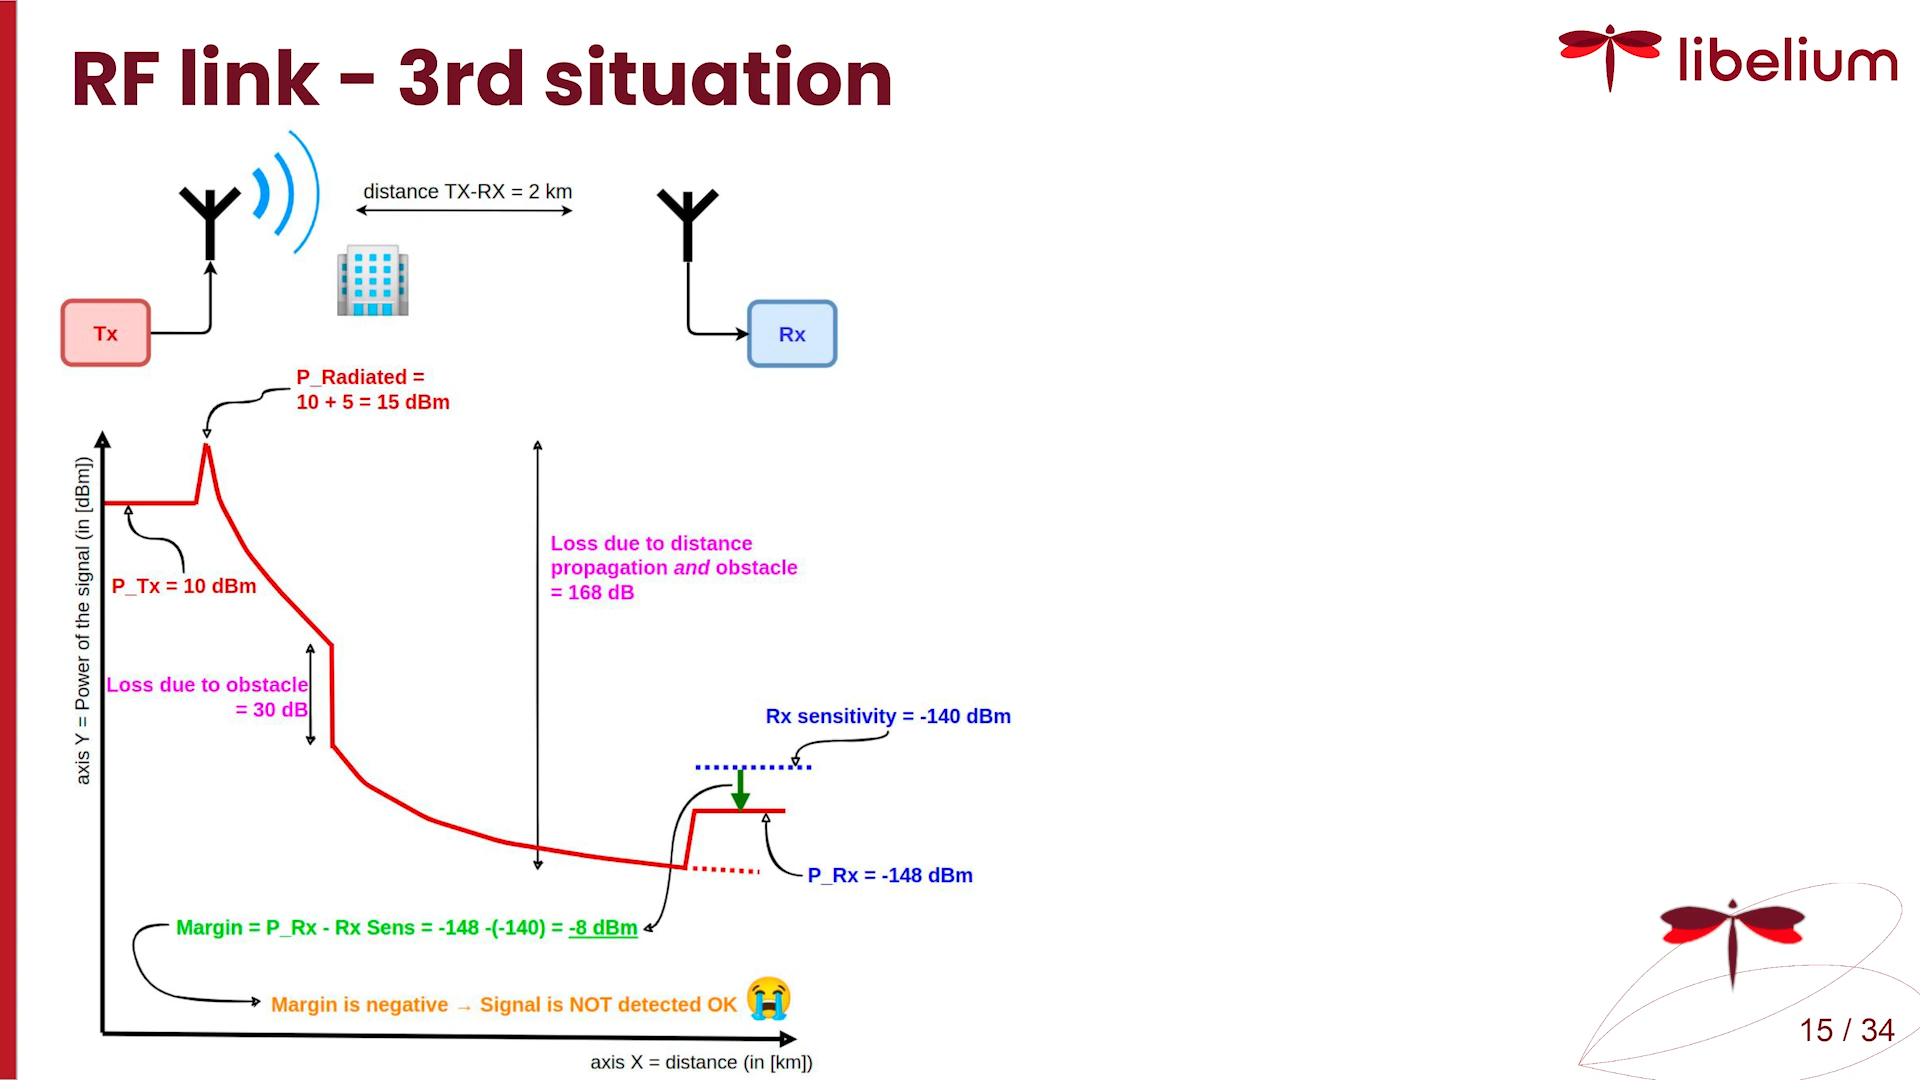 RF link - 3rd situation
libelium
distance TX-RX = 2 km
Tx
Rx
P_Radiated =
10 + 5 = 15 dBm
axis Y = Power of the signal (in [dBm])
P_Tx = 10 dBm
Loss due to distance
propagation and obstacle
= 168 dB
Loss due to obstacle
= 30 dB
Rx sensitivity = -140 dBm
P_Rx = -148 dBm
Margin = P_Rx - Rx Sens = -148 -(-140) = -8 dBm
Margin is negative → Signal is NOT detected OK
axis X = distance (in [km])
15 / 34